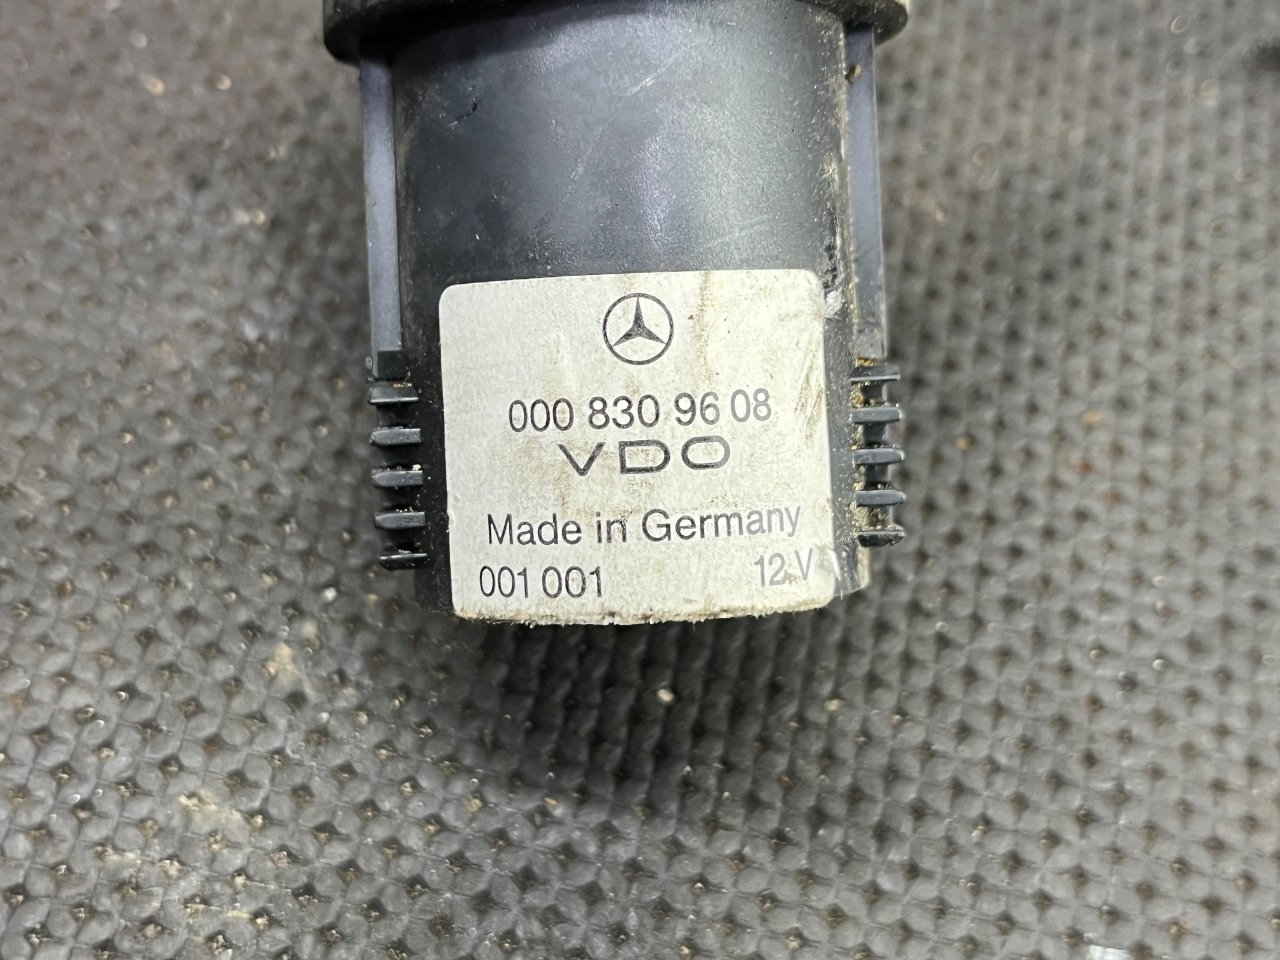 000 830 96 08
VDO
Made in Germany
001 001 12 V